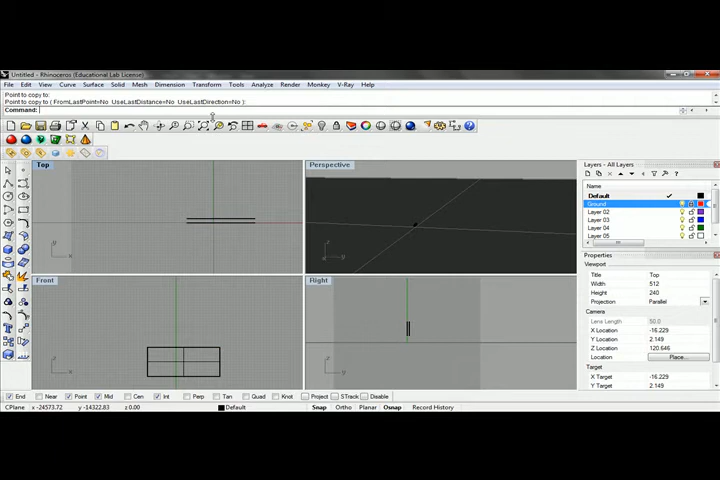 Untitled - Rhinoceros (Educational Lab License)
File Edit View Curve Surface Solid Mesh Dimension Transform Tools Analyze Render Monkey V-Ray Help
Point to copy to:
Point to copy to ( FromLastPoint=No UseLastDistance=No UseLastDirection=No ):
Command:
Top
Perspective
Front
Right
Layers - All Layers
Name
Default
Ground
Layer 02
Layer 03
Layer 04
Layer 05
Properties
Viewport
Title Top
Width 512
Height 240
Projection Parallel
Camera
Lens Length 50.0
X Location -16.229
Y Location 2.149
Z Location 120.646
Location Place...
Target
X Target -16.229
Y Target 2.149
End Near Point Mid Cen Int Perp Tan Quad Knot Project STrack Disable
CPlane x -24573.72 y -14322.83 z 0.00 Default Snap Ortho Planar Osnap Record History